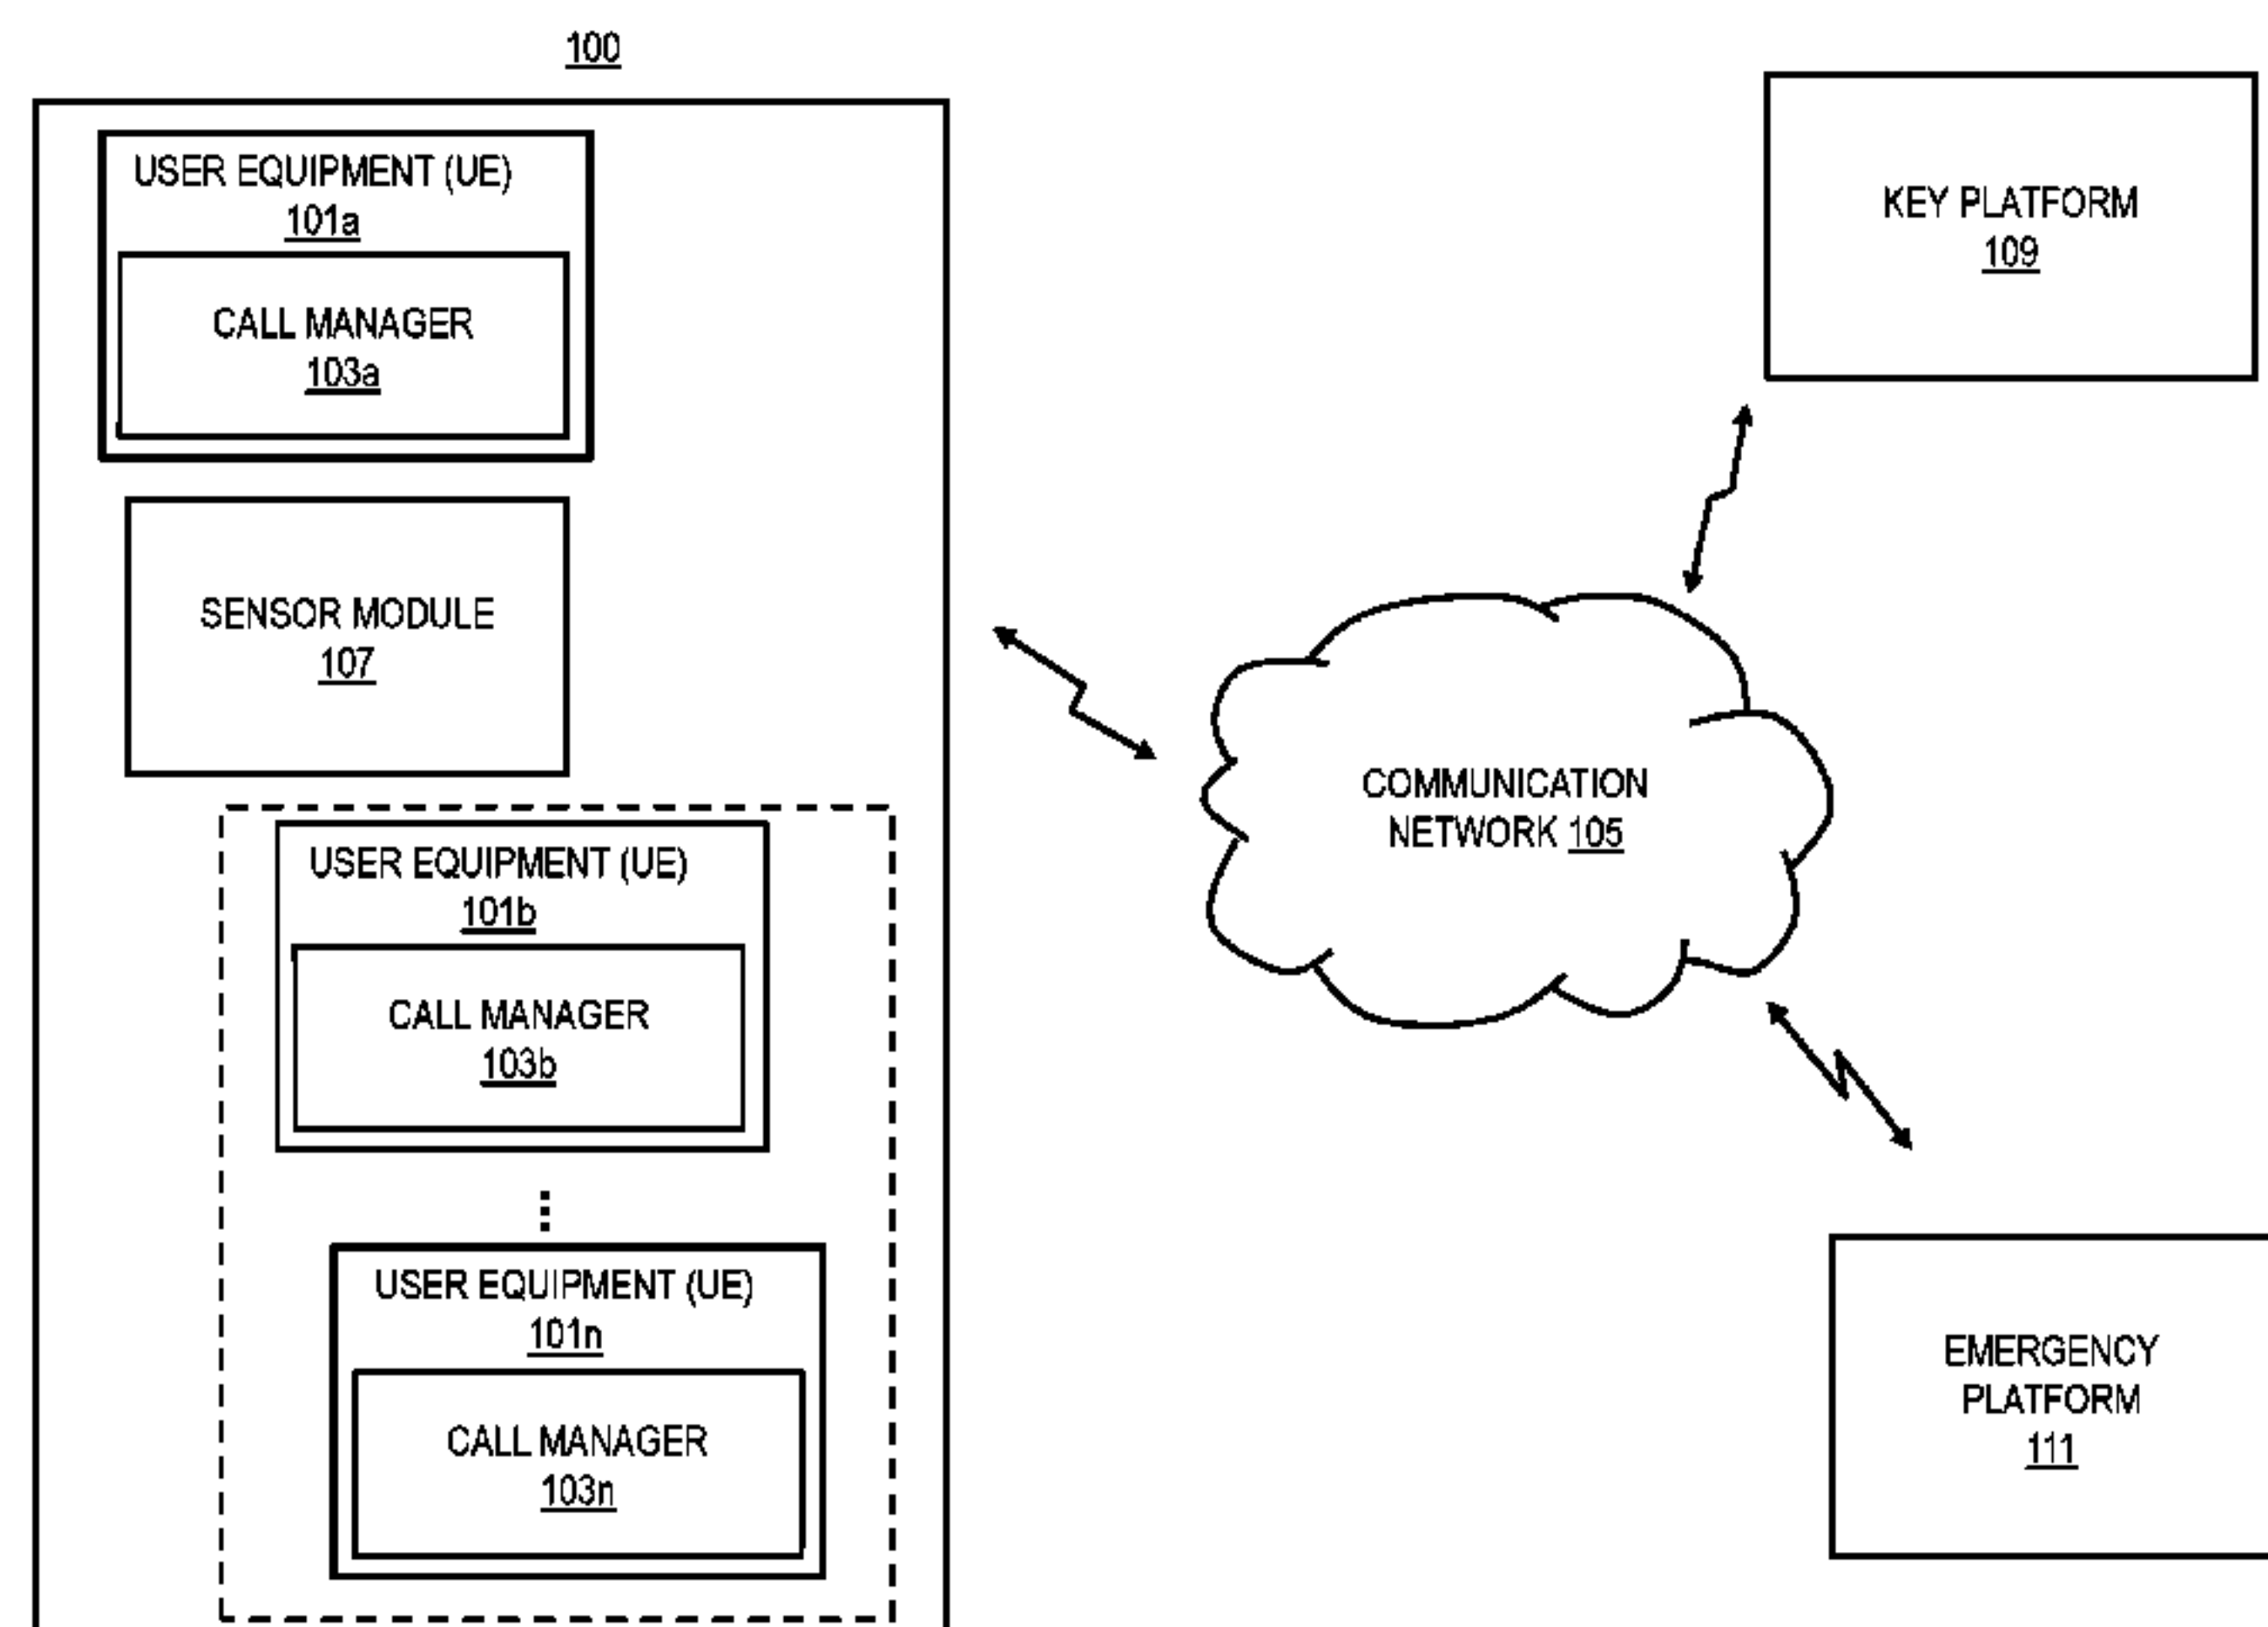 100
USER EQUIPMENT (UE)
101a
CALL MANAGER
103a
SENSOR MODULE
107
USER EQUIPMENT (UE)
101b
CALL MANAGER
103b
USER EQUIPMENT (UE)
101n
CALL MANAGER
103n
COMMUNICATION
NETWORK 105
KEY PLATFORM
109
EMERGENCY
PLATFORM
111